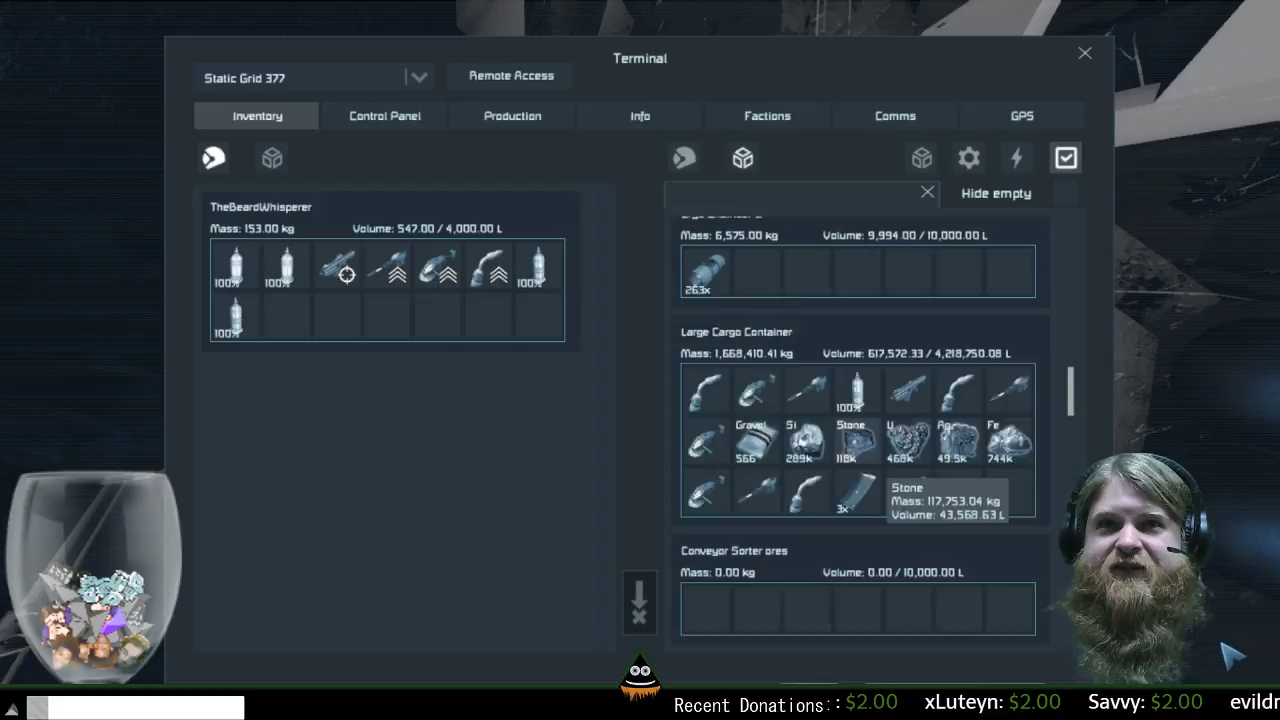 Terminal
Static Grid 377
Remote Access
Inventory
Control Panel
Production
Info
Factions
Comms
GPS
Hide empty
TheBeardWhisperer
Mass: 153.00 kg
Volume: 547.00 / 4,000.00 L
100%
100%
100%
100%
Mass: 6,575.00 kg
Volume: 9,994.00 / 10,000.00 L
263x
Large Cargo Container
Mass: 1,668,410.41 kg
Volume: 617,572.33 / 4,218,750.08 L
100%
Gravel
Si
Stone
U
Ag
Fe
566
289k
118k
468k
49.5k
744k
3x
Stone
Mass: 117,753.04 kg
Volume: 43,568.63 L
Conveyor Sorter ores
Mass: 0.00 kg
Volume: 0.00 / 10,000.00 L
Recent Donations: : $2.00 xLuteyn: $2.00 Savvy: $2.00 evildr